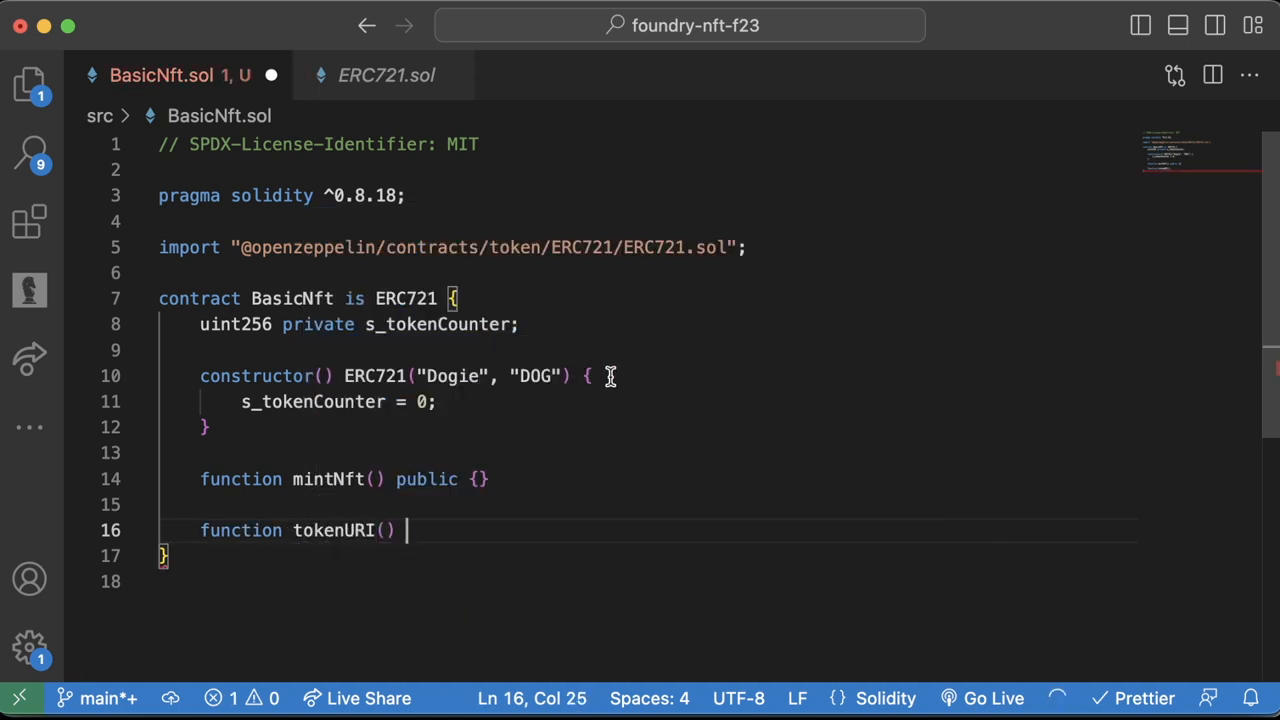 foundry-nft-f23
BasicNft.sol 1, U
ERC721.sol
1
src
BasicNft.sol
9
1 // SPDX-License-Identifier: MIT
2
3 pragma solidity ^0.8.18;
4
5 import "@openzeppelin/contracts/token/ERC721/ERC721.sol";
6
7 contract BasicNft is ERC721 {
8 uint256 private s_tokenCounter;
9
10 constructor() ERC721("Dogie", "DOG") {
11 s_tokenCounter = 0;
12 }
13
14 function mintNft() public {}
15
16 function tokenURI()
17 }
18
1
main*+
1
0
Live Share
Ln 16, Col 25
Spaces: 4
UTF-8
LF
{} Solidity
Go Live
Prettier